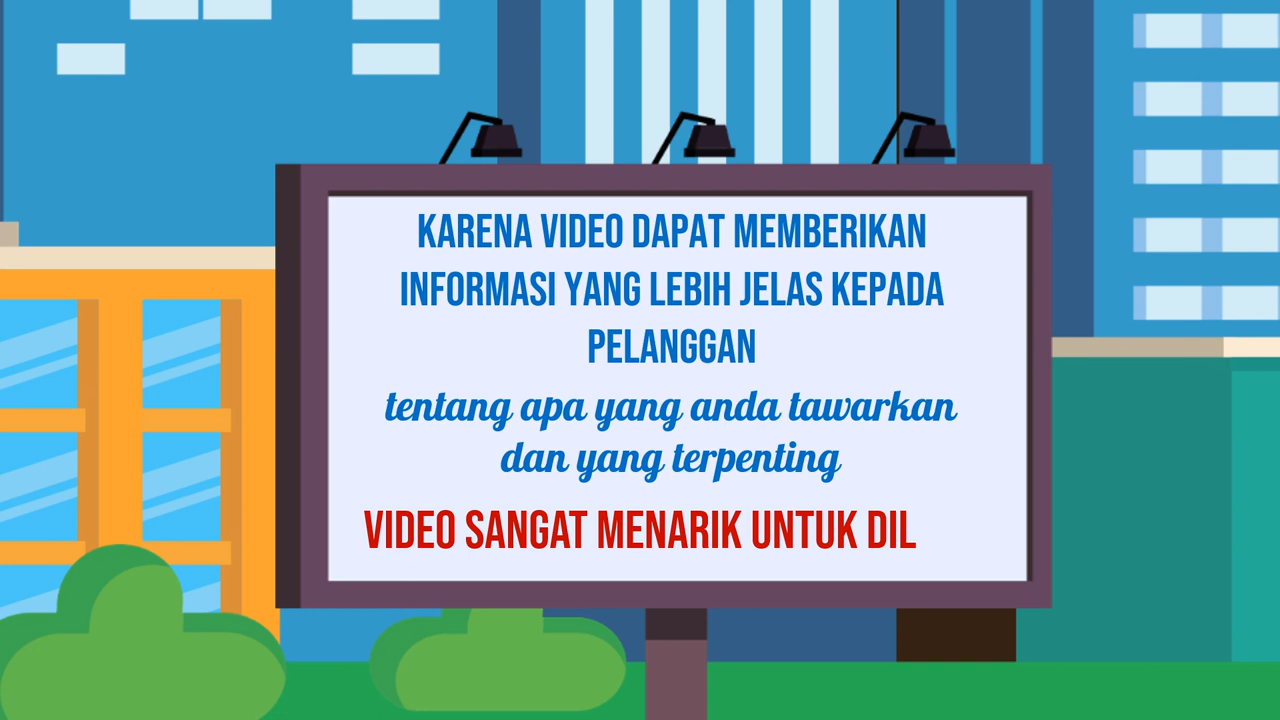 KARENA VIDEO DAPAT MEMBERIKAN
INFORMASI YANG LEBIH JELAS KEPADA
PELANGGAN
tentang apa yang anda tawarkan
dan yang terpenting
VIDEO SANGAT MENARIK UNTUK DIL